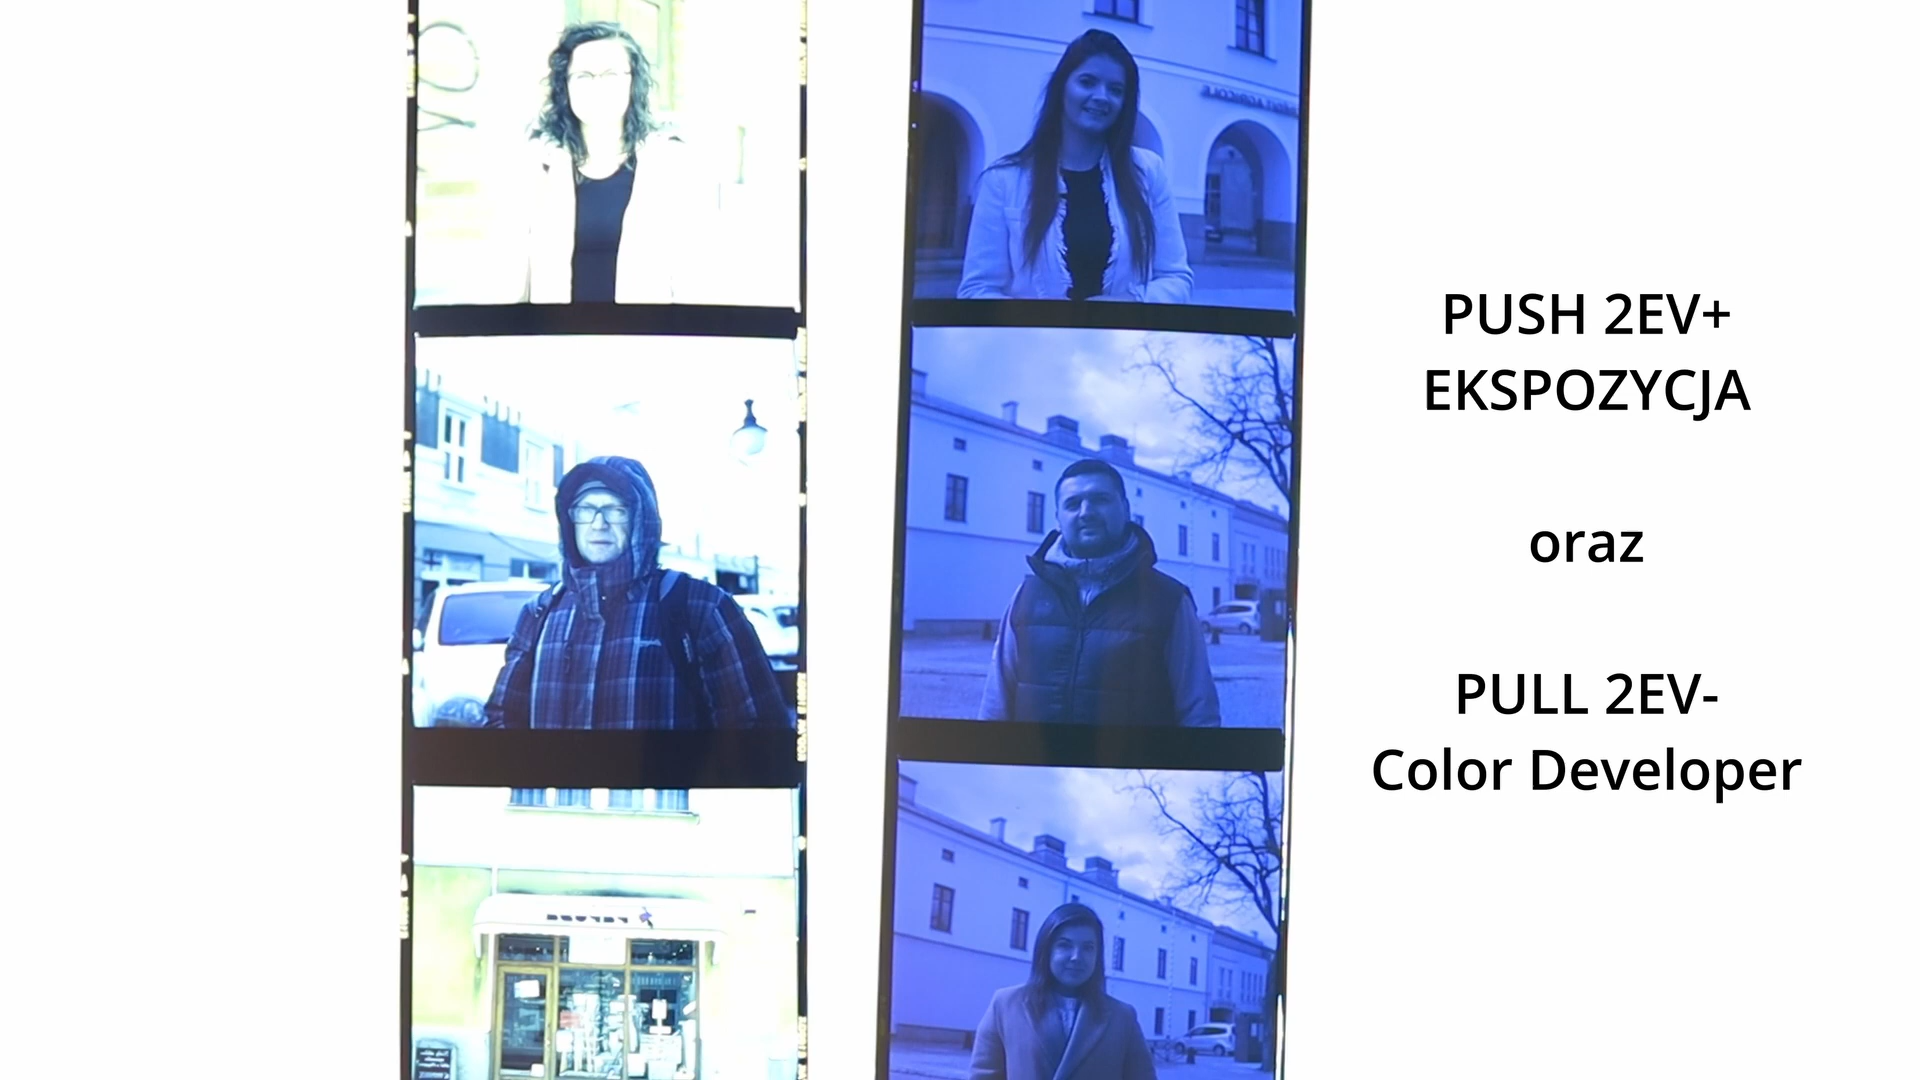 PUSH 2EV+
EKSPOZYCJA
oraz
PULL 2EV-
Color Developer